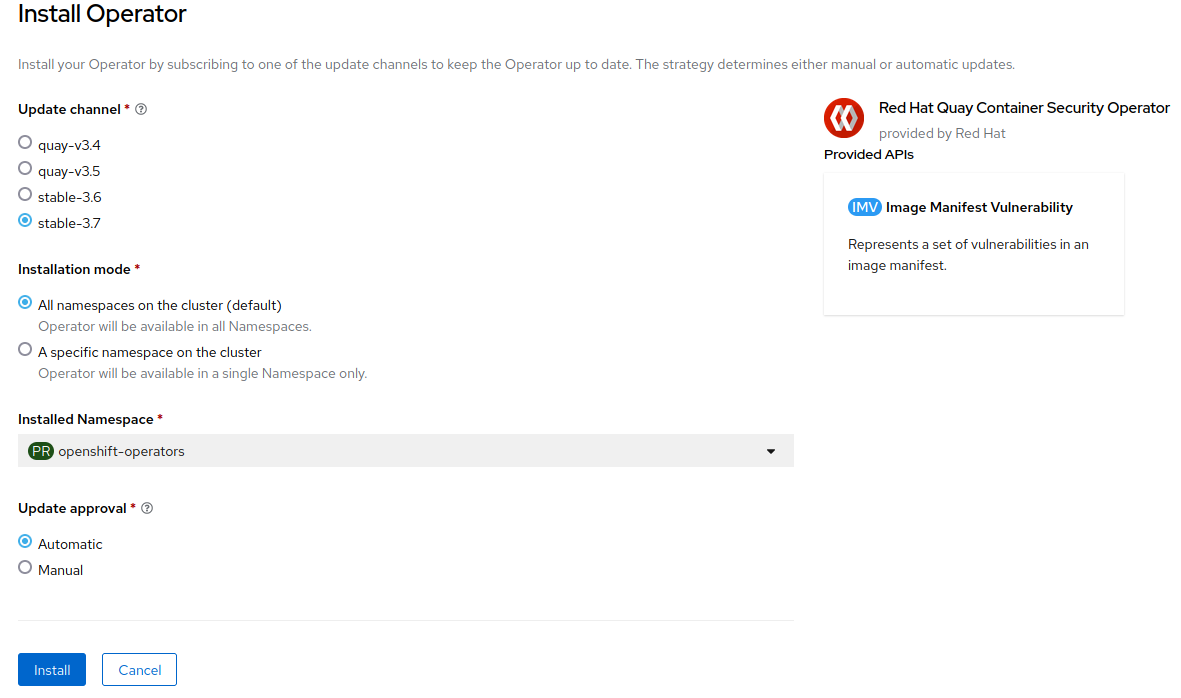 Install Operator
Install your Operator by subscribing to one of the update channels to keep the Operator up to date. The strategy determines either manual or automatic updates.
Update channel *
quay-v3.4
quay-v3.5
stable-3.6
stable-3.7
Installation mode *
All namespaces on the cluster (default)
Operator will be available in all Namespaces.
A specific namespace on the cluster
Operator will be available in a single Namespace only.
Installed Namespace *
PR openshift-operators
Update approval *
Automatic
Manual
Install
Cancel
Red Hat Quay Container Security Operator
provided by Red Hat
Provided APIs
IMV Image Manifest Vulnerability
Represents a set of vulnerabilities in an
image manifest.